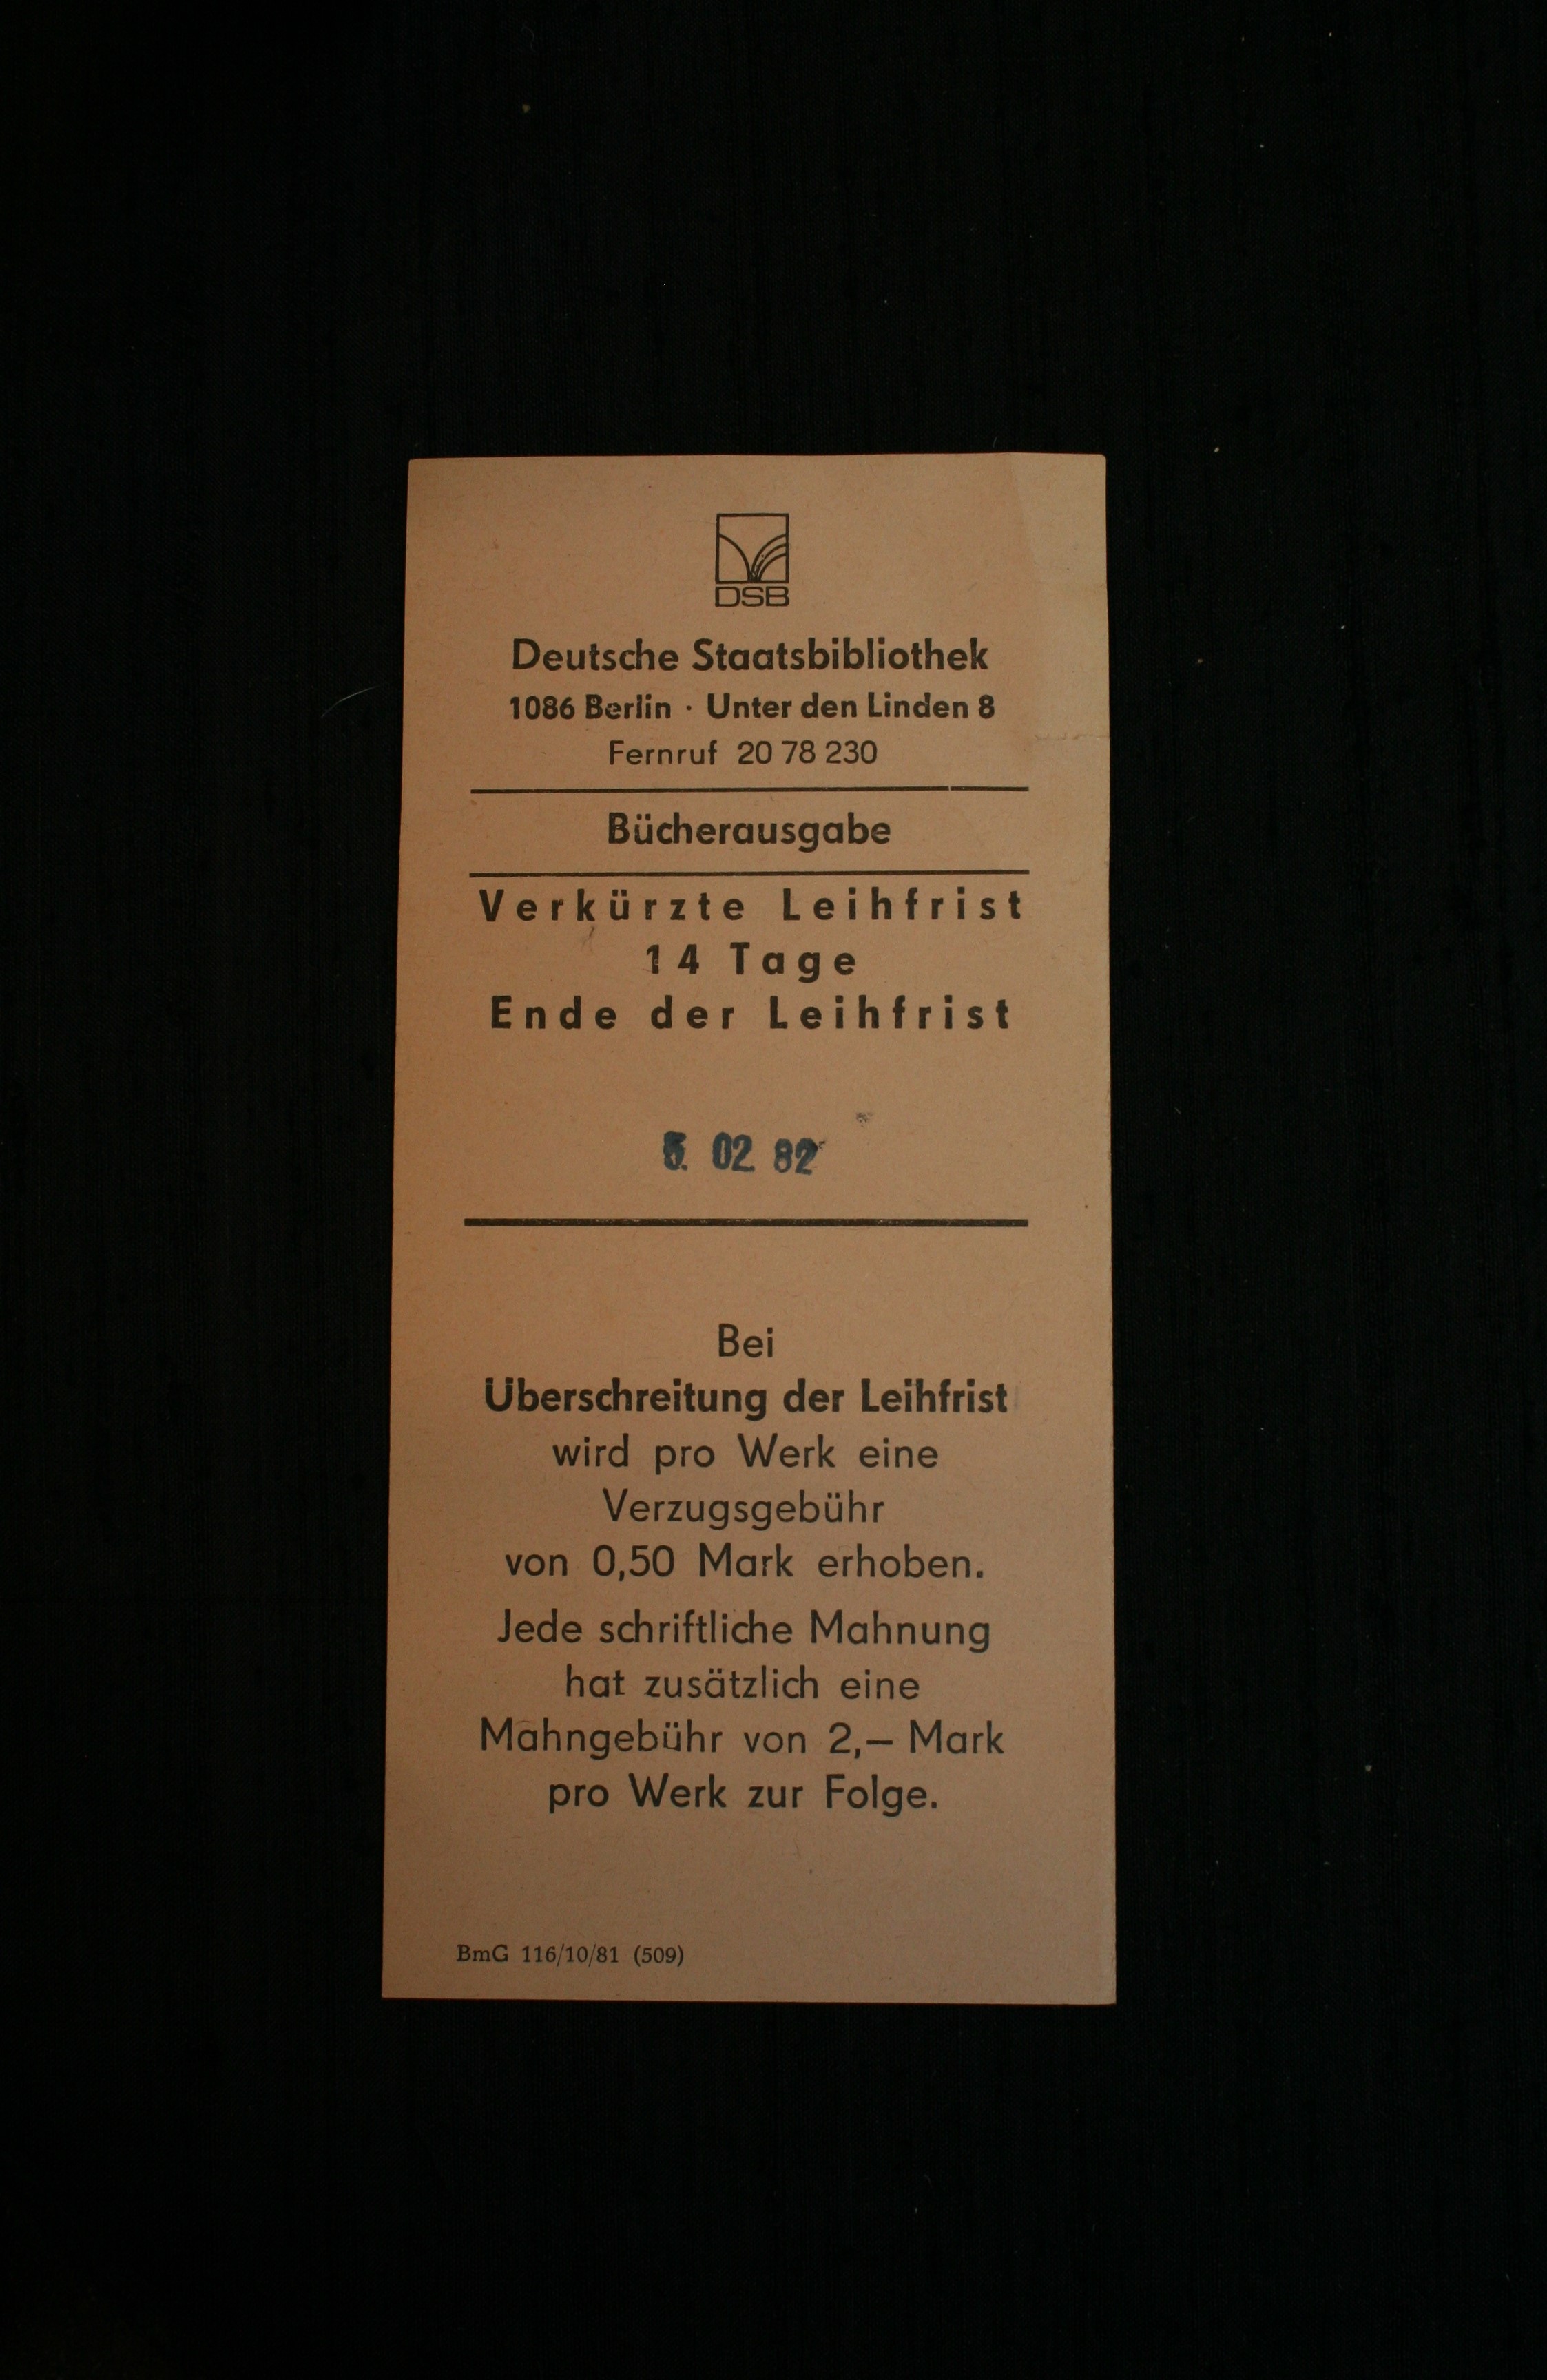 DSB
Deutsche Staatsbibliothek
1086 Berlin · Unter den Linden 8
Fernruf 20 78 230
Bücherausgabe
Verkürzte Leihfrist
14 Tage
Ende der Leihfrist
02 82
Bei
Überschreitung der Leihfrist
wird pro Werk eine
Verzugsgebühr
von 0,50 Mark erhoben.
Jede schriftliche Mahnung
hat zusätzlich eine
Mahngebühr von 2,— Mark
pro Werk zur Folge.
BmG 116/10/81 (509)